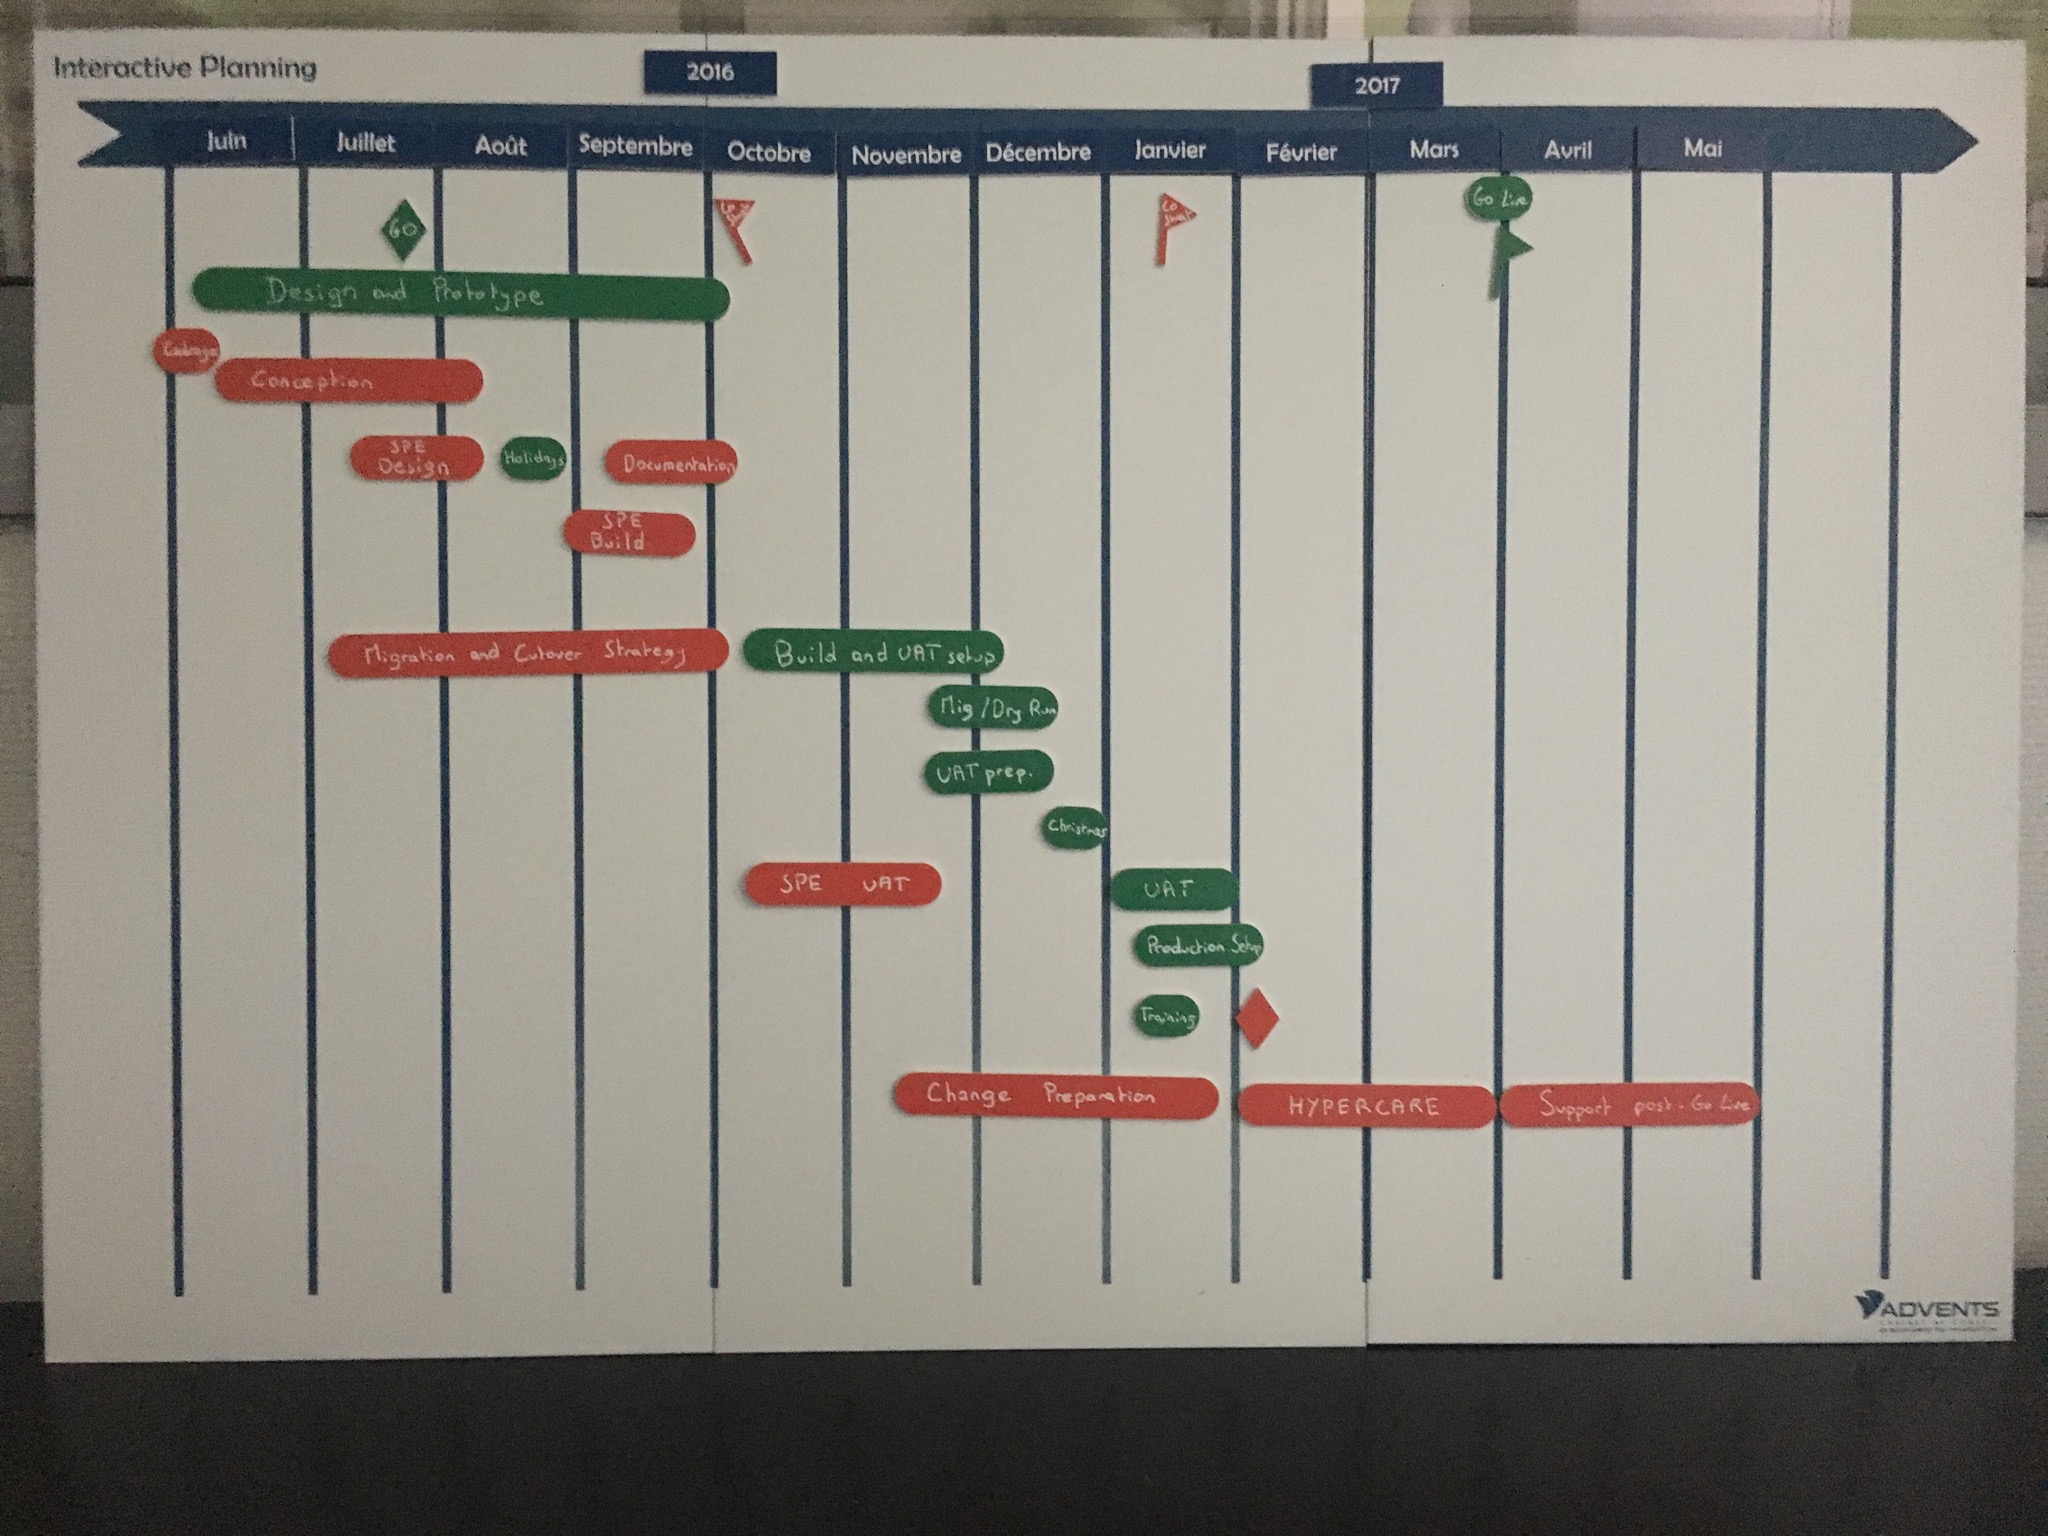 Interactive Planning
2016
2017
Juin
Juillet
Août
Septembre
Octobre
Novembre
Décembre
Janvier
Février
Mars
Avril
Mai
GO
Go Live
Design and Prototype
Cadrage
Conception
SPE
Design
Holidays
Documentation
SPE
Build
Migration and Cutover Strategy
Build and UAT setup
Mig/Dry Run
UAT prep.
Christmas
SPE UAT
UAT
Production Setup
Training
Change Preparation
HYPERCARE
Support post-Go Live
ADVENTS